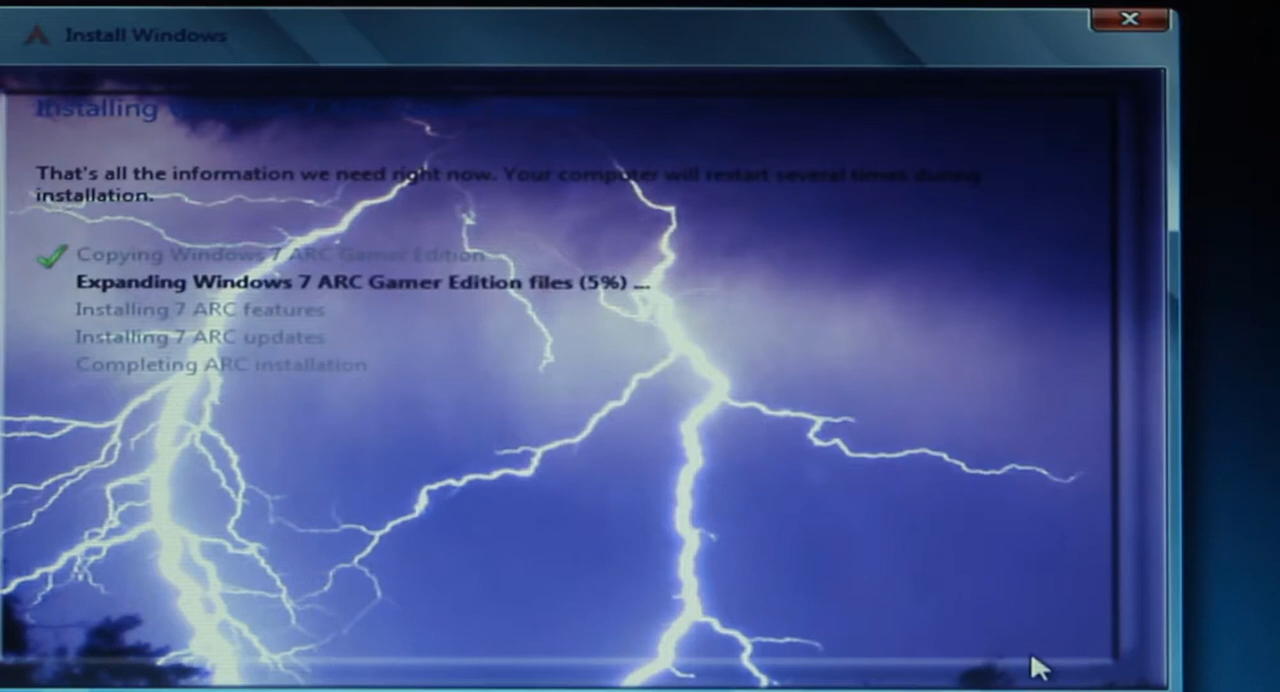 Install Windows
Installing
That's all the information we need right now. Your computer will restart several times during
installation.
Copying Windows 7 ARC Gamer Edition
Expanding Windows 7 ARC Gamer Edition files (5%) ...
Installing 7 ARC features
Installing 7 ARC updates
Completing ARC installation